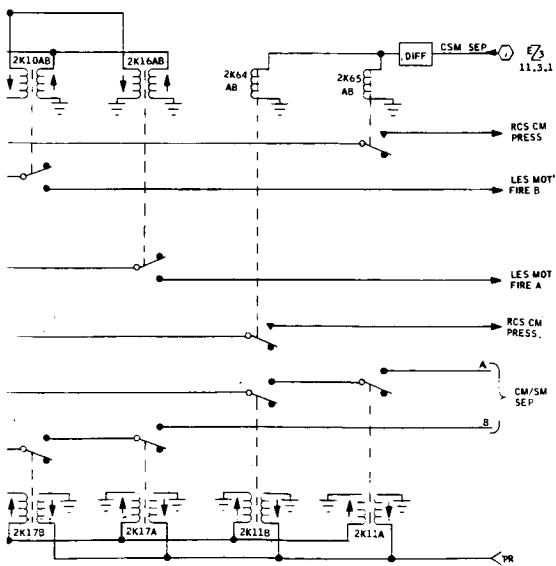 2K10AB
2K16AB
2K64
AB
2K65
AB
DIFF
CSM SEP
11.3.1
RCS CM
PRESS
LES MOT'
FIRE B
LES MOT
FIRE A
RCS CM
PRESS.
A
CM/SM
SEP
B
2K17B
2K17A
2K11B
2K11A
PR